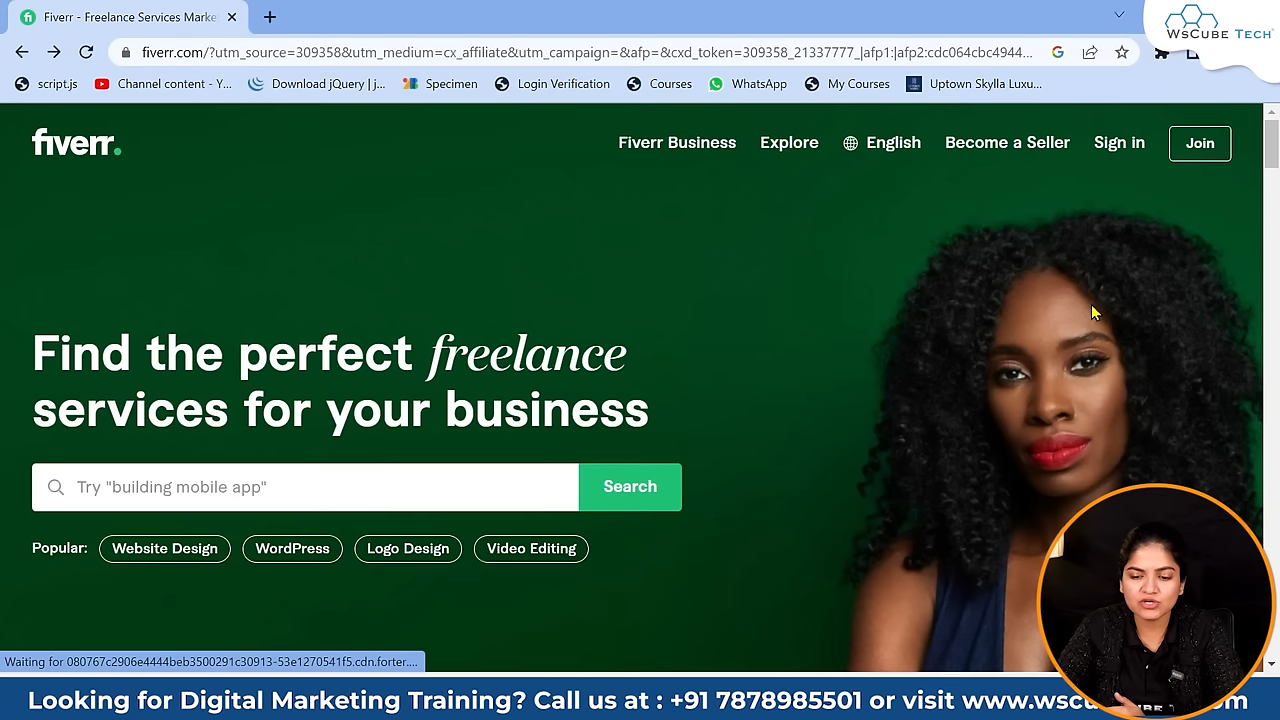 Fiverr - Freelance Services Marke
WsCube Tech
fiverr.com/?utm_source=309358&utm_medium=cx_affiliate&utm_campaign=&afp=&cxd_token=309358_21337777_|afp1:|afp2:cdc064cbc4944...
script.js Channel content - Y... Download jQuery | j... Specimen Login Verification Courses WhatsApp My Courses Uptown Skylla Luxu...
fiverr. Fiverr Business Explore English Become a Seller Sign in Join
Find the perfect freelance
services for your business
Try "building mobile app" Search
Popular: Website Design WordPress Logo Design Video Editing
Waiting for 080767c2906e4444beb3500291c30913-53e1270541f5.cdn.forter....
Looking for Digital Marketing Training? Call us at : +91 7878985501 or visit